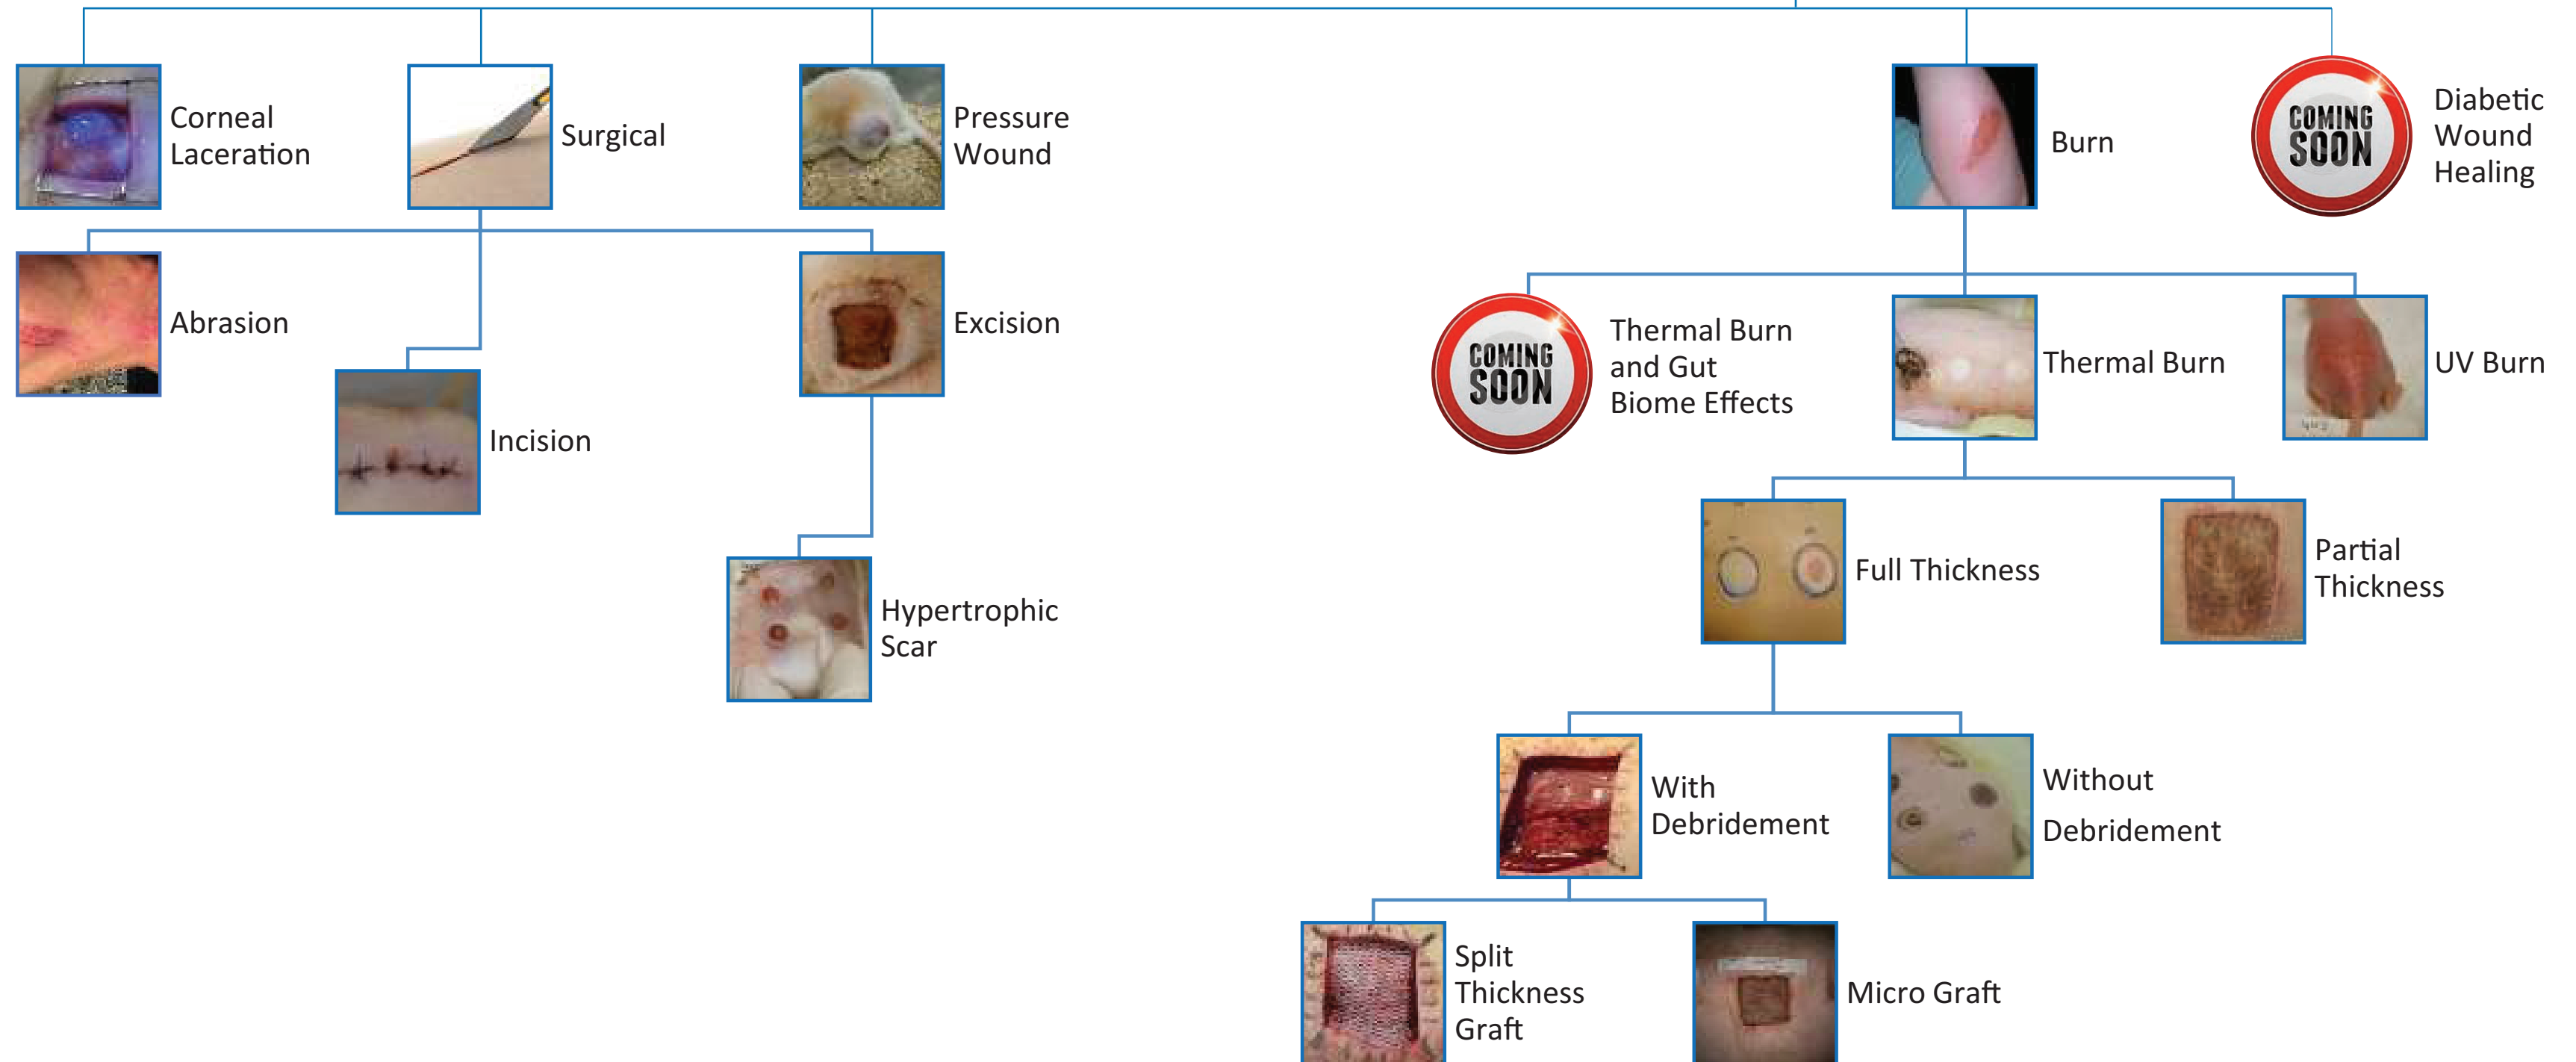 Corneal
Laceration
Surgical
Pressure
Wound
Burn
COMING
SOON
Diabetic
Wound
Healing
Abrasion
Incision
Excision
Hypertrophic
Scar
COMING
SOON
Thermal Burn
and Gut
Biome Effects
Thermal Burn
UV Burn
Full Thickness
Partial
Thickness
With
Debridement
Without
Debridement
Split
Thickness
Graft
Micro Graft